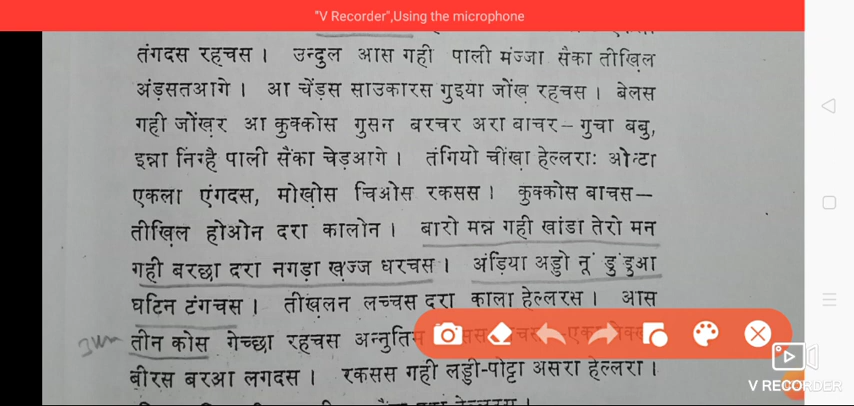 "V Recorder",Using the microphone
तंगदस रहचस । उन्दुल आस गही पाली मंज्जा सैका तीखिल
अंड़सतआगे । आ चेंड़स साउकारस गुइया जोंख़ रहचस । बेलस
गही जोंख़र आ कुक्कोस गुसन बरचर अरा बाचर – गुचा बबु,
इन्ना निंग्है पाली सैंका चेड़आगे । तंगियो चींख़ा हेल्लराः ओन्टा
एकला एंगदस, मोख़ोस चिओस रकसस । कुक्कोस बाचस—
तीख़िल होओन दरा कालोन । बारो मन्न गही खांडा तेरो मन
गही बरछा दरा नगड़ा ख़ज्ज धरचस । अंड़िया अड्डो नू डुडुआ
घटिन टंगचस । तीख़लन लच्चस दरा काला हेल्लरस । आस
तीन कोस गेच्छा रहचस अन्नुतिम
बीरस बरआ लगदस । रकसस गही लड्डी-पोट्टा असरा हेल्लरा ।
V RECORDER